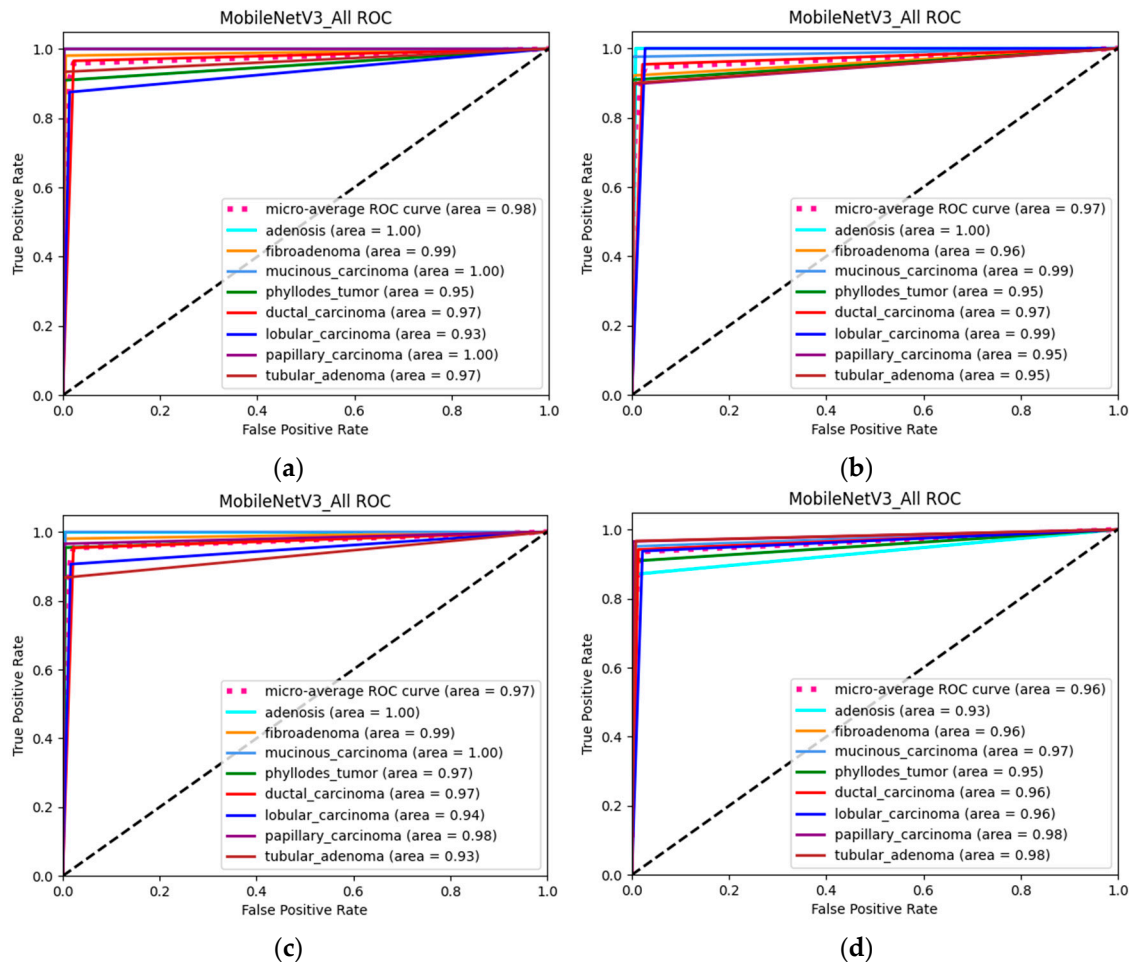 MobileNetV3_All ROC
1.0
0.8
0.6
0.4
0.2
0.0
True Positive Rate
micro-average ROC curve (area = 0.98)
adenosis (area = 1.00)
fibroadenoma (area = 0.99)
mucinous_carcinoma (area = 1.00)
phyllodes_tumor (area = 0.95)
ductal_carcinoma (area = 0.97)
lobular_carcinoma (area = 0.93)
papillary_carcinoma (area = 1.00)
tubular_adenoma (area = 0.97)
0.0 0.2 0.4 0.6 0.8 1.0
False Positive Rate
(a)
MobileNetV3_All ROC
1.0
0.8
0.6
0.4
0.2
0.0
True Positive Rate
micro-average ROC curve (area = 0.97)
adenosis (area = 1.00)
fibroadenoma (area = 0.96)
mucinous_carcinoma (area = 0.99)
phyllodes_tumor (area = 0.95)
ductal_carcinoma (area = 0.97)
lobular_carcinoma (area = 0.99)
papillary_carcinoma (area = 0.95)
tubular_adenoma (area = 0.95)
0.0 0.2 0.4 0.6 0.8 1.0
False Positive Rate
(b)
MobileNetV3_All ROC
1.0
0.8
0.6
0.4
0.2
0.0
True Positive Rate
micro-average ROC curve (area = 0.97)
adenosis (area = 1.00)
fibroadenoma (area = 0.99)
mucinous_carcinoma (area = 1.00)
phyllodes_tumor (area = 0.97)
ductal_carcinoma (area = 0.97)
lobular_carcinoma (area = 0.94)
papillary_carcinoma (area = 0.98)
tubular_adenoma (area = 0.93)
0.0 0.2 0.4 0.6 0.8 1.0
False Positive Rate
(c)
MobileNetV3_All ROC
1.0
0.8
0.6
0.4
0.2
0.0
True Positive Rate
micro-average ROC curve (area = 0.96)
adenosis (area = 0.93)
fibroadenoma (area = 0.96)
mucinous_carcinoma (area = 0.97)
phyllodes_tumor (area = 0.95)
ductal_carcinoma (area = 0.96)
lobular_carcinoma (area = 0.96)
papillary_carcinoma (area = 0.98)
tubular_adenoma (area = 0.98)
0.0 0.2 0.4 0.6 0.8 1.0
False Positive Rate
(d)